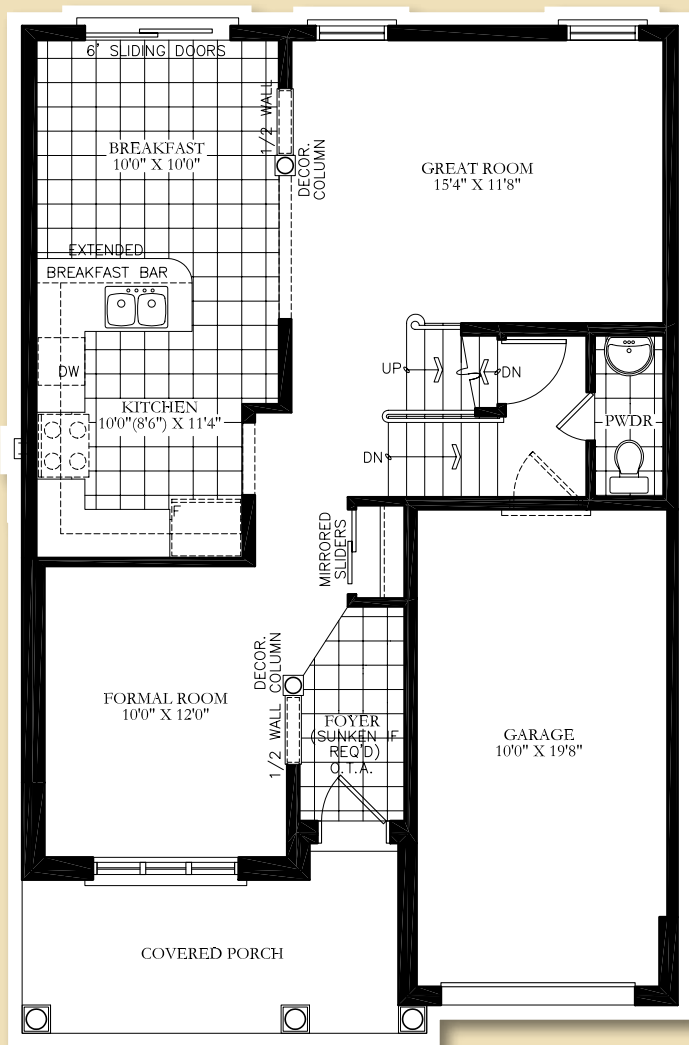 6' SLIDING DOORS
BREAKFAST
10'0" X 10'0"
1/2 WALL
DECOR.
COLUMN
GREAT ROOM
15'4" X 11'8"
EXTENDED
BREAKFAST BAR
DW
UP
DN
KITCHEN
10'0"(8'6") X 11'4"
PWDR
DN
F
MIRRORED
SLIDERS
DECOR.
COLUMN
1/2 WALL
FORMAL ROOM
10'0" X 12'0"
FOYER
(SUNKEN IF
REQ'D)
O.T.A.
GARAGE
10'0" X 19'8"
COVERED PORCH